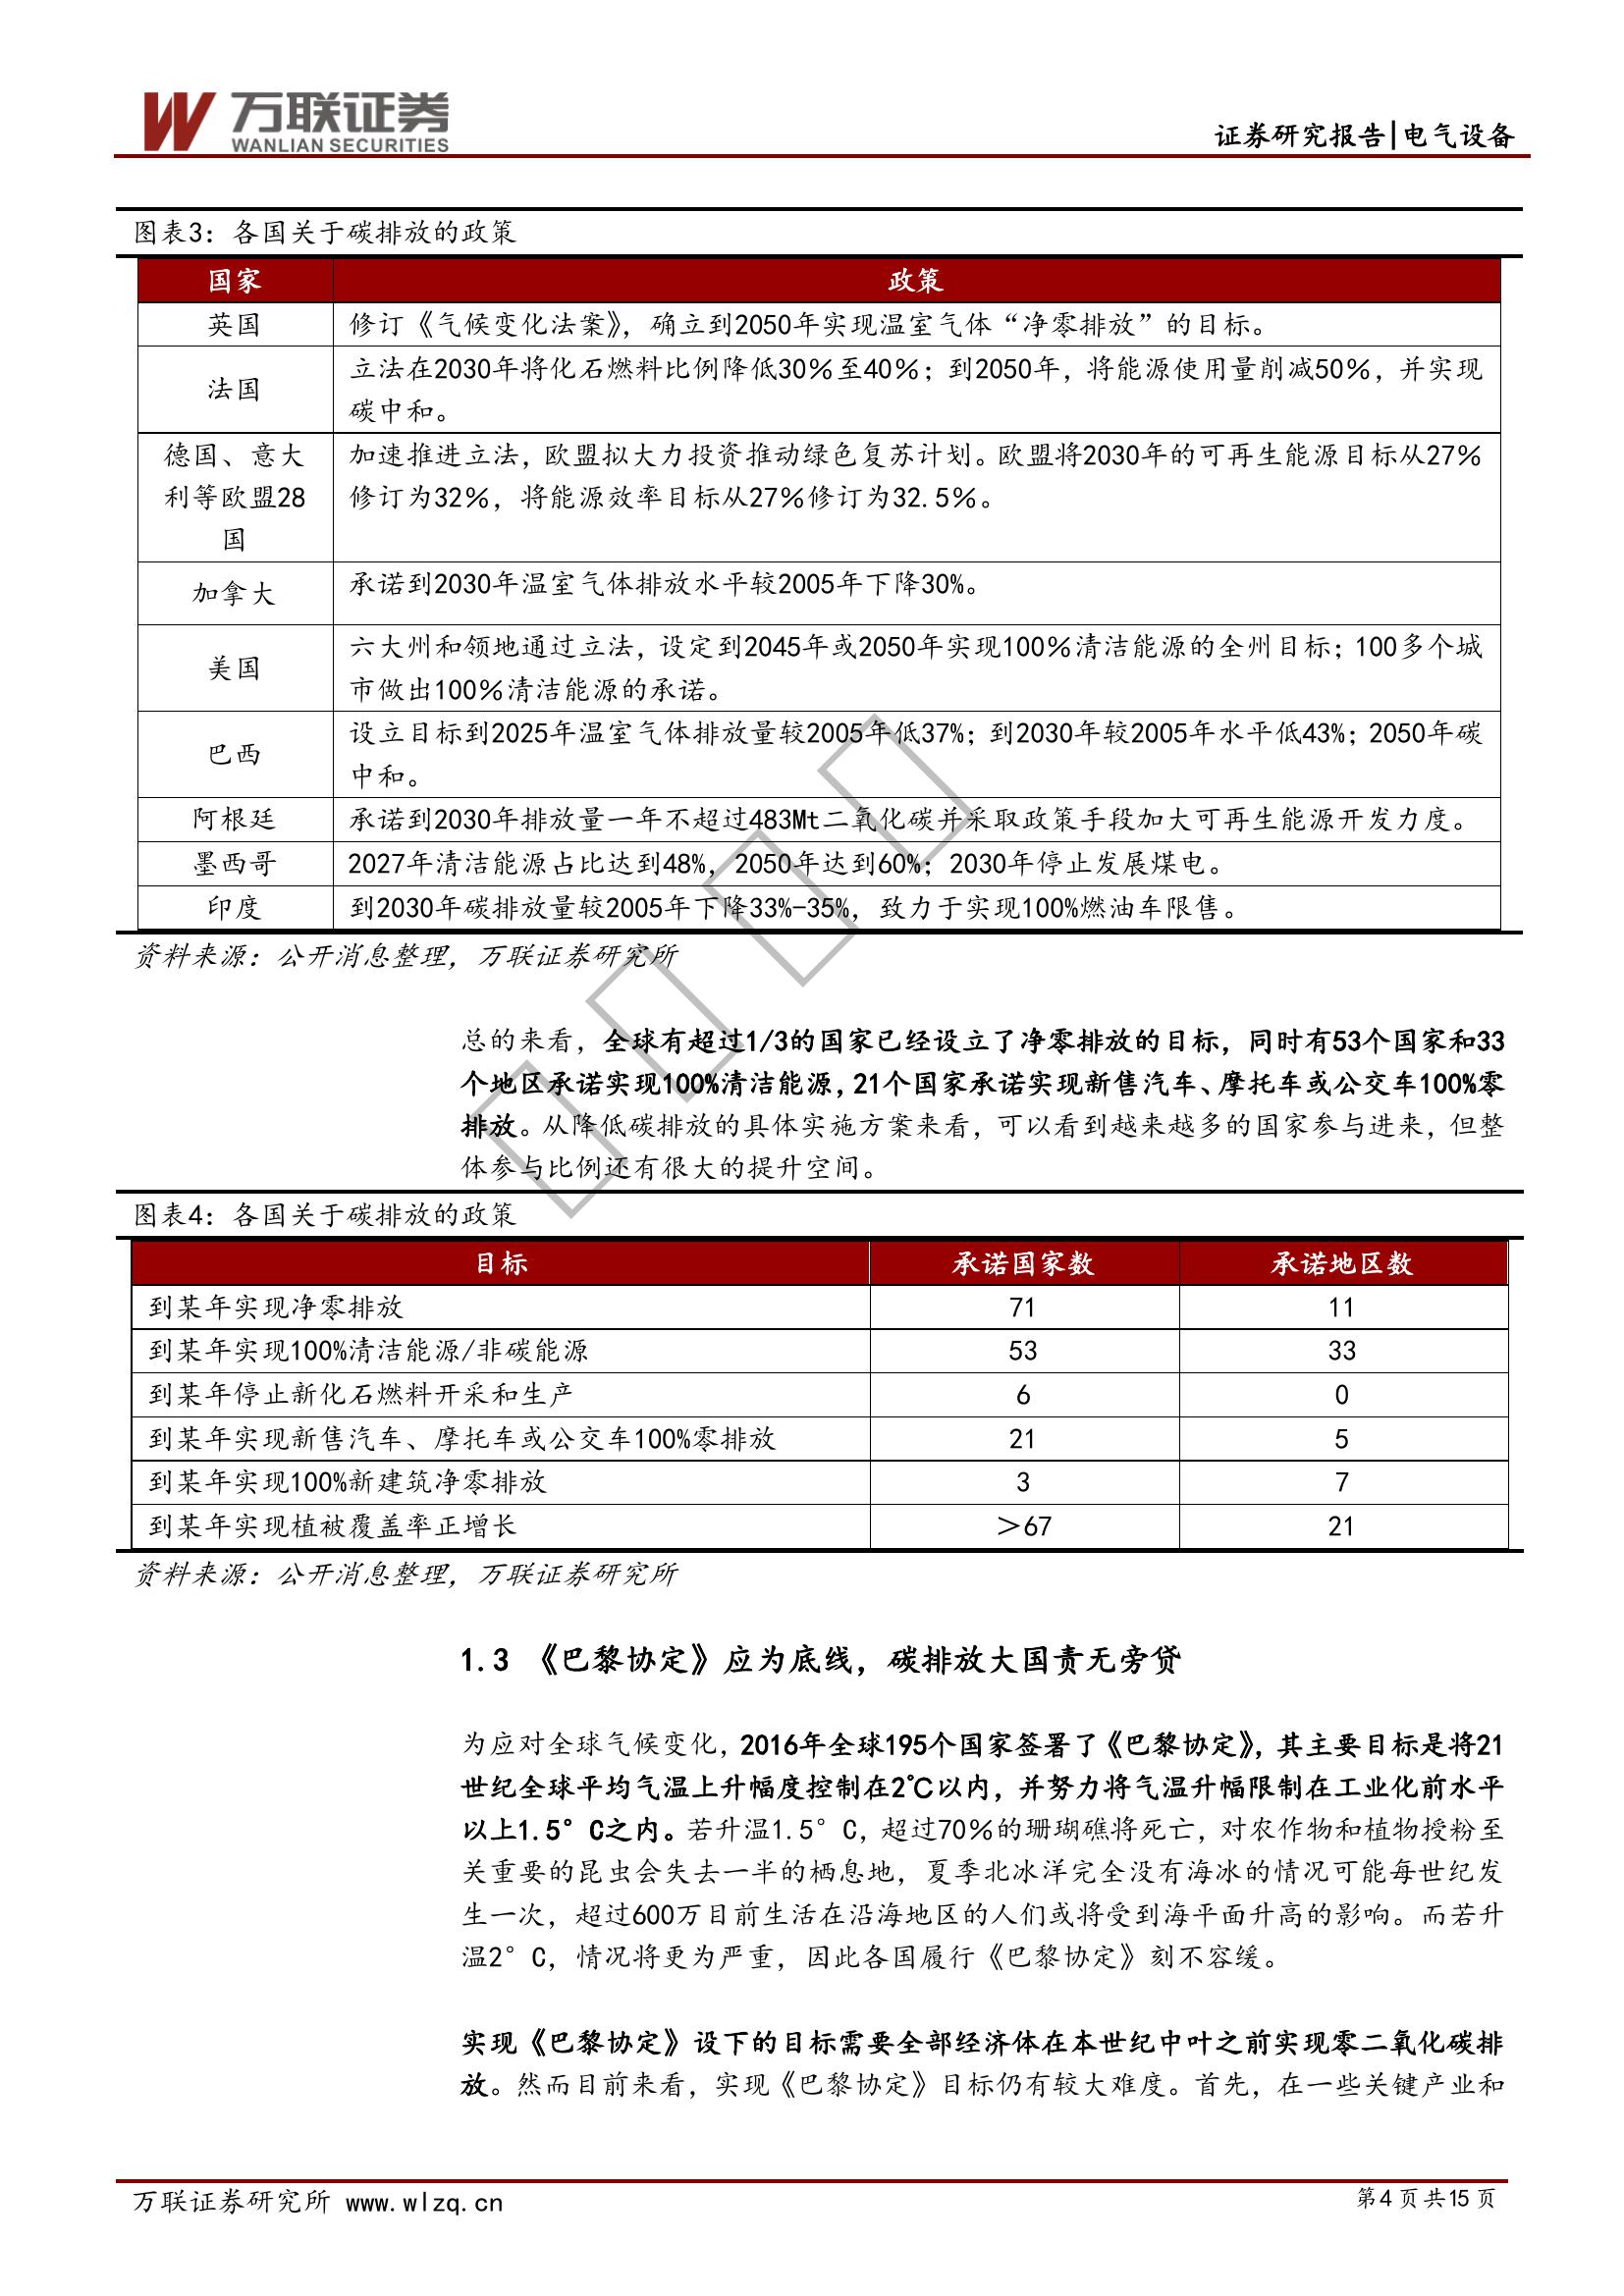 万联证券
WANLIAN SECURITIES
证券研究报告|电气设备
图表3：各国关于碳排放的政策
国家 政策
英国 修订《气候变化法案》，确立到2050年实现温室气体“净零排放”的目标。
法国 立法在2030年将化石燃料比例降低30％至40％；到2050年，将能源使用量削减50％，并实现
碳中和。
德国、意大
利等欧盟28
国
加速推进立法，欧盟拟大力投资推动绿色复苏计划。欧盟将2030年的可再生能源目标从27％
修订为32％，将能源效率目标从27％修订为32.5％。
加拿大 承诺到2030年温室气体排放水平较2005年下降30%。
美国 六大州和领地通过立法，设定到2045年或2050年实现100％清洁能源的全州目标；100多个城
市做出100％清洁能源的承诺。
巴西 设立目标到2025年温室气体排放量较2005年低37%；到2030年较2005年水平低43%；2050年碳
中和。
阿根廷 承诺到2030年排放量一年不超过483Mt二氧化碳并采取政策手段加大可再生能源开发力度。
墨西哥 2027年清洁能源占比达到48%，2050年达到60%；2030年停止发展煤电。
印度 到2030年碳排放量较2005年下降33%-35%，致力于实现100%燃油车限售。
资料来源：公开消息整理，万联证券研究所
总的来看，全球有超过1/3的国家已经设立了净零排放的目标，同时有53个国家和33
个地区承诺实现100%清洁能源，21个国家承诺实现新售汽车、摩托车或公交车100%零
排放。从降低碳排放的具体实施方案来看，可以看到越来越多的国家参与进来，但整
体参与比例还有很大的提升空间。
图表4：各国关于碳排放的政策
目标 承诺国家数 承诺地区数
到某年实现净零排放 71 11
到某年实现100%清洁能源/非碳能源 53 33
到某年停止新化石燃料开采和生产 6 0
到某年实现新售汽车、摩托车或公交车100%零排放 21 5
到某年实现100%新建筑净零排放 3 7
到某年实现植被覆盖率正增长 ＞67 21
资料来源：公开消息整理，万联证券研究所
1.3 《巴黎协定》应为底线，碳排放大国责无旁贷
为应对全球气候变化，2016年全球195个国家签署了《巴黎协定》，其主要目标是将21
世纪全球平均气温上升幅度控制在2℃以内，并努力将气温升幅限制在工业化前水平
以上1.5°C之内。若升温1.5°C，超过70％的珊瑚礁将死亡，对农作物和植物授粉至
关重要的昆虫会失去一半的栖息地，夏季北冰洋完全没有海冰的情况可能每世纪发
生一次，超过600万目前生活在沿海地区的人们或将受到海平面升高的影响。而若升
温2°C，情况将更为严重，因此各国履行《巴黎协定》刻不容缓。
实现《巴黎协定》设下的目标需要全部经济体在本世纪中叶之前实现零二氧化碳排
放。然而目前来看，实现《巴黎协定》目标仍有较大难度。首先，在一些关键产业和
万联证券研究所 www.wlzq.cn
第4页共15页